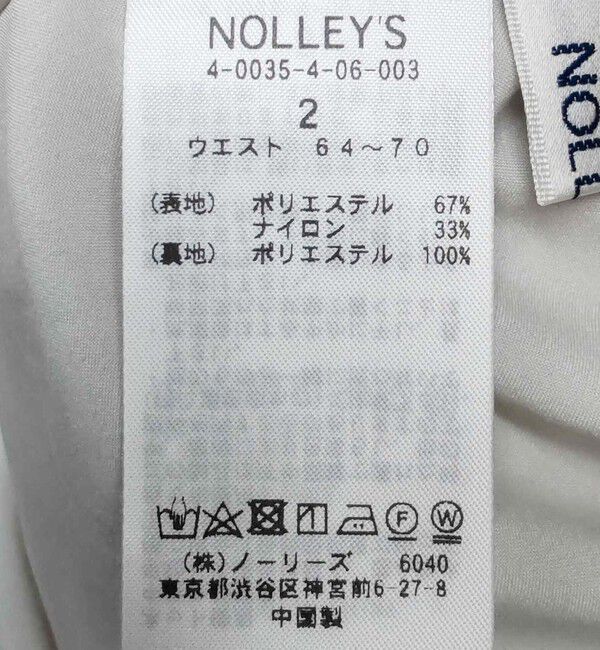 NOLLEY'S
4-0035-4-06-003
2
ウエスト 64～70
(表地) ポリエステル 67%
ナイロン 33%
(裏地) ポリエステル 100%
F W
(株)ノーリーズ 6040
東京都渋谷区神宮前6-27-8
中国製
NOLL